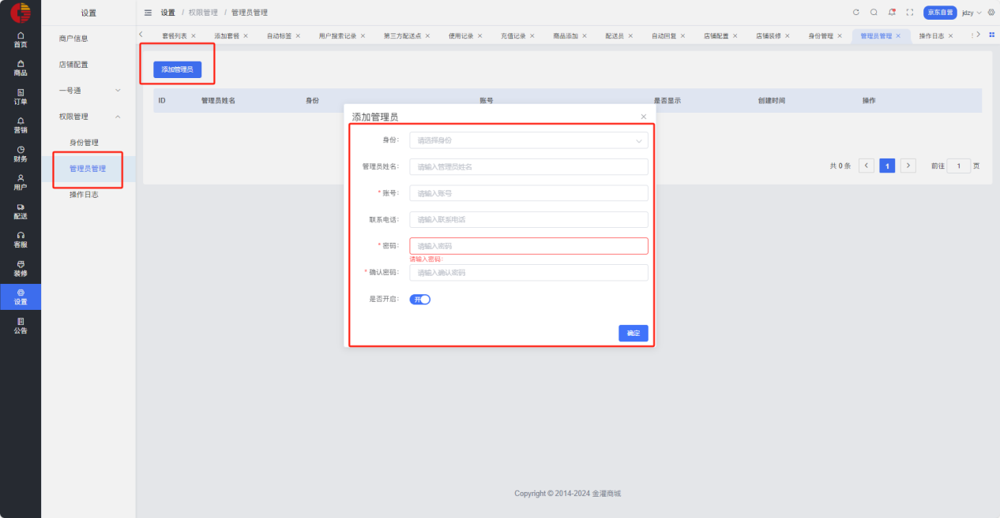 设置
设置 / 权限管理 / 管理员管理
京东自营
jdzy
首页
商品
订单
营销
财务
用户
配送
客服
装修
设置
公告
商户信息
店铺配置
一号通
权限管理
身份管理
管理员管理
操作日志
套餐列表
添加套餐
自动标签
用户搜索记录
第三方配送点
使用记录
充值记录
商品添加
配送员
自动回复
店铺配置
店铺装修
身份管理
管理员管理
操作日志
添加管理员
ID 管理员姓名 身份 账号 是否显示 创建时间 操作
共 0 条 1 前往 1 页
添加管理员
身份: 请选择身份
管理员姓名: 请输入管理员姓名
* 账号: 请输入账号
联系电话: 请输入联系电话
* 密码: 请输入密码
请输入密码:
* 确认密码: 请输入确认密码
是否开启: 开
确定
Copyright © 2014-2024 金灌商城